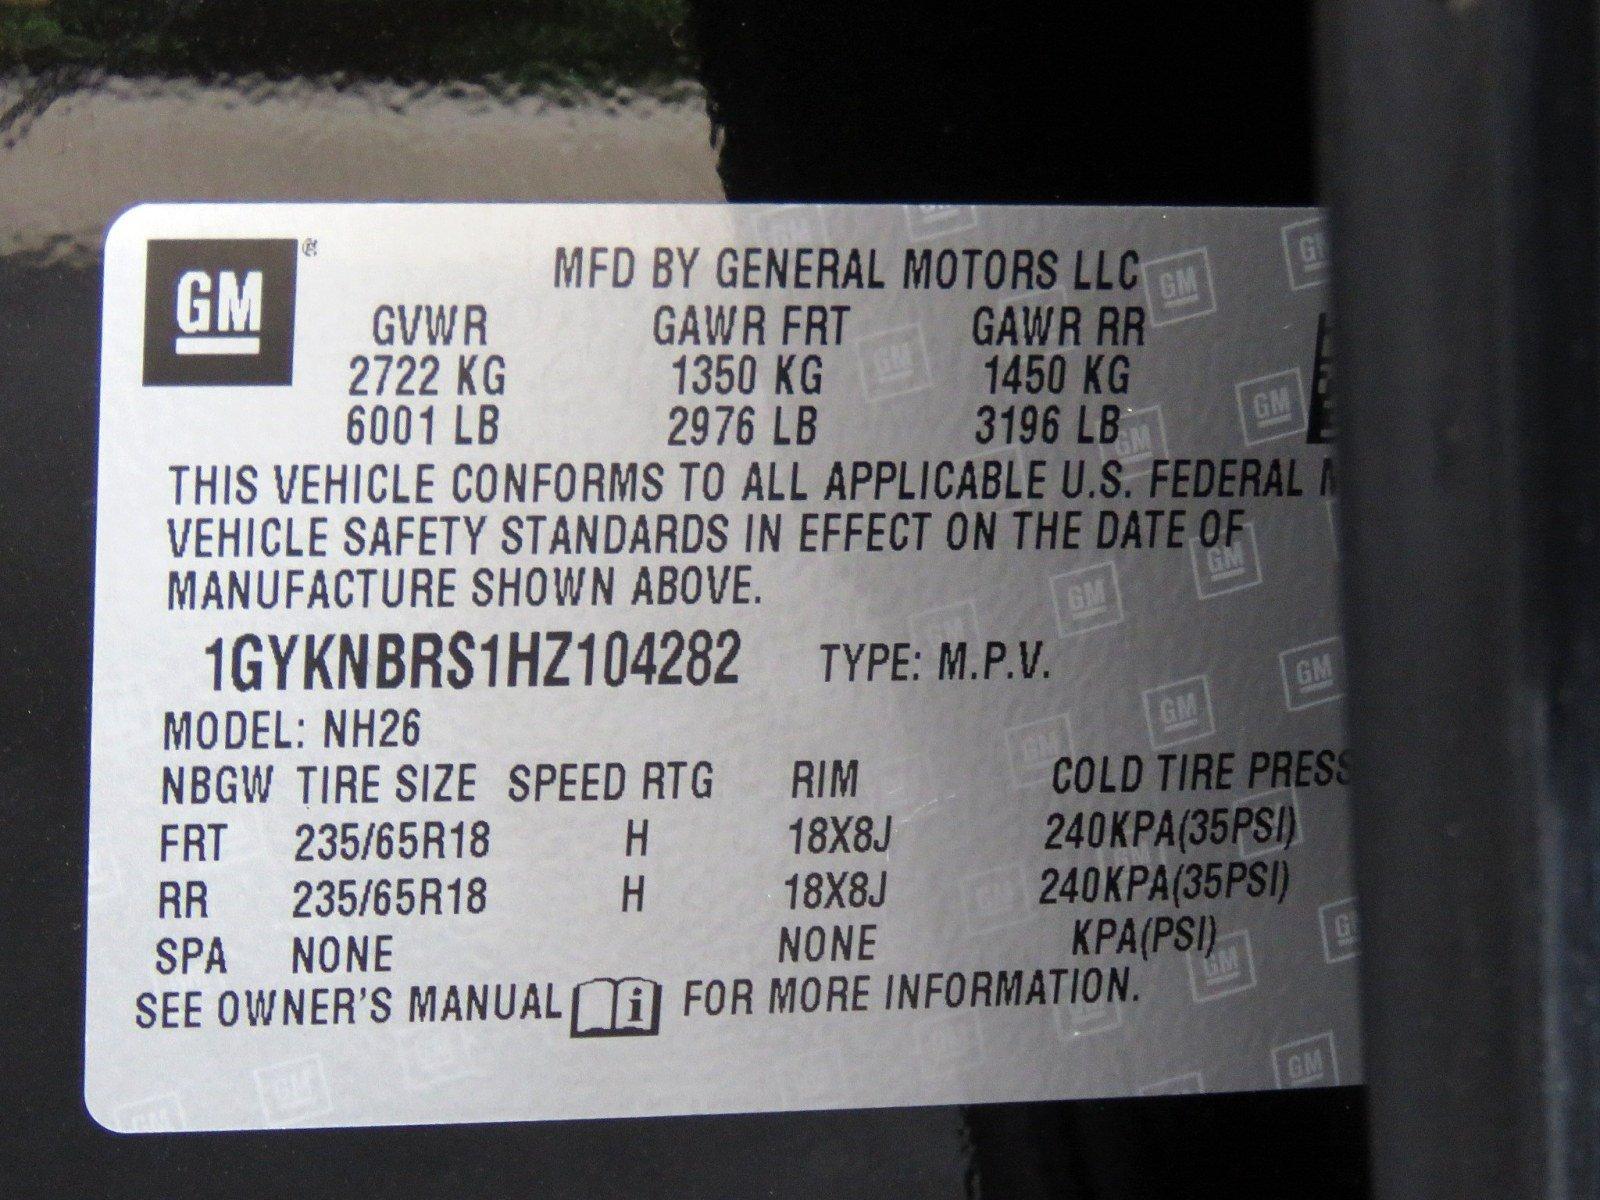 GM ®
MFD BY GENERAL MOTORS LLC
GVWR GAWR FRT GAWR RR
2722 KG 1350 KG 1450 KG
6001 LB 2976 LB 3196 LB
THIS VEHICLE CONFORMS TO ALL APPLICABLE U.S. FEDERAL
VEHICLE SAFETY STANDARDS IN EFFECT ON THE DATE OF
MANUFACTURE SHOWN ABOVE.
1GYKNBRS1HZ104282 TYPE: M.P.V.
MODEL: NH26
NBGW TIRE SIZE SPEED RTG RIM COLD TIRE PRESS
FRT 235/65R18 H 18X8J 240KPA(35PSI)
RR 235/65R18 H 18X8J 240KPA(35PSI)
SPA NONE NONE KPA(PSI)
SEE OWNER'S MANUAL i FOR MORE INFORMATION.